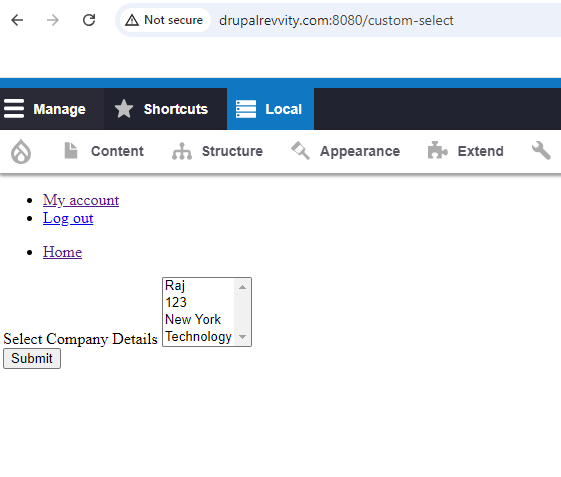 Not secure drupalrevvity.com:8080/custom-select
Manage Shortcuts Local
Content Structure Appearance Extend
My account
Log out
Home
Raj
123
New York
Technology
Select Company Details
Submit